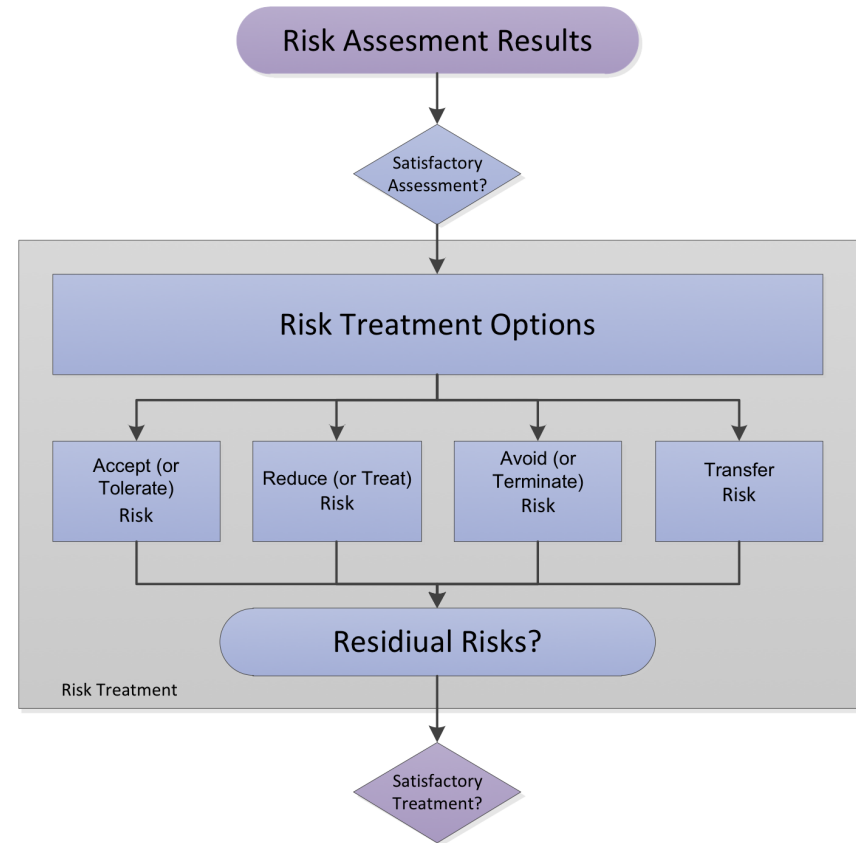 Risk Assesment Results
Satisfactory
Assessment?
Risk Treatment Options
Accept (or
Tolerate)
Risk
Reduce (or Treat)
Risk
Avoid (or
Terminate)
Risk
Transfer
Risk
Residiual Risks?
Risk Treatment
Satisfactory
Treatment?